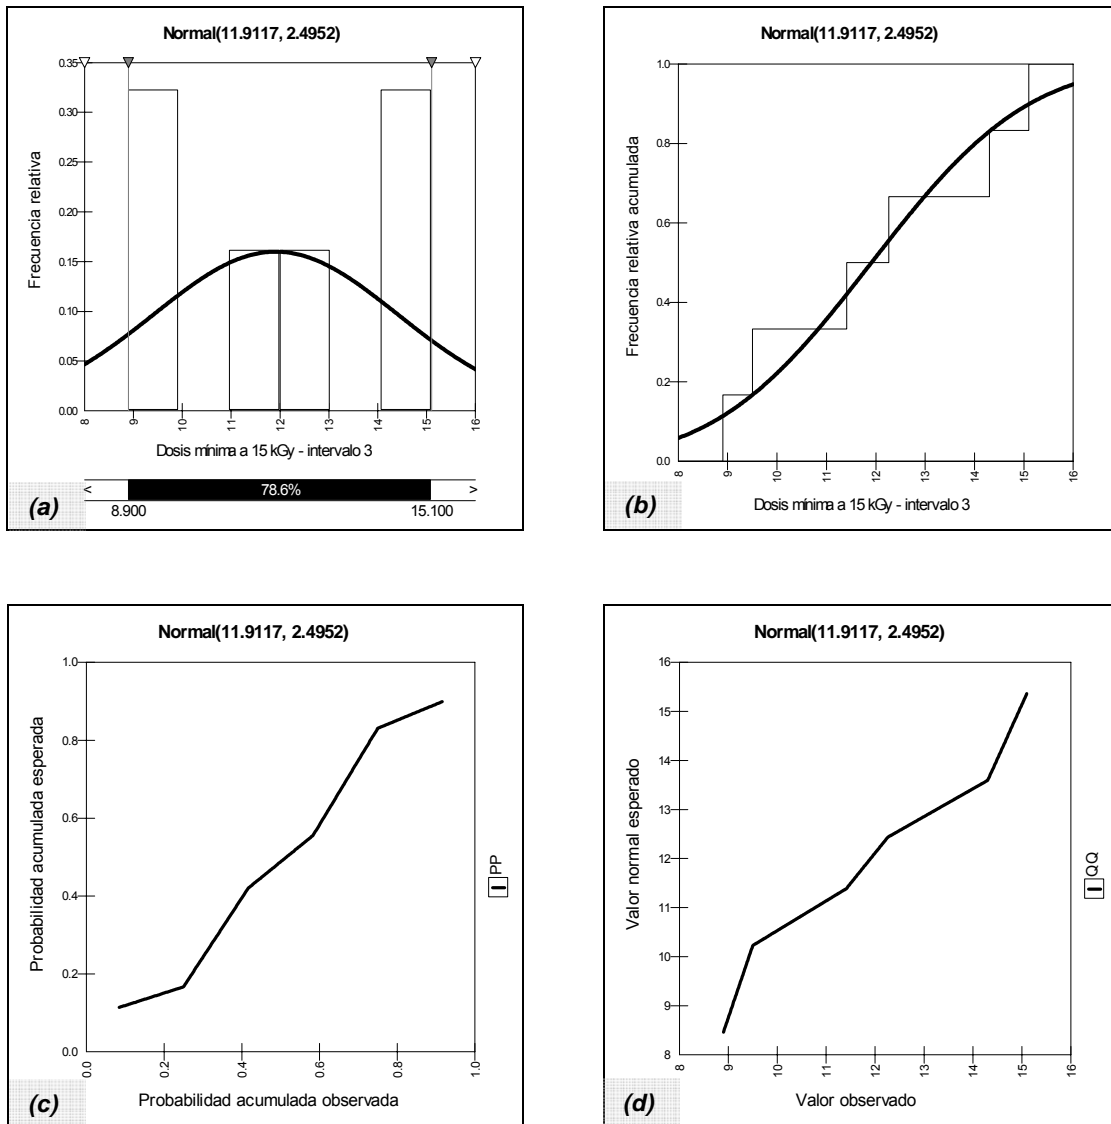 Normal(11.9117, 2.4952)
Frecuencia relativa
0.35
0.30
0.25
0.20
0.15
0.10
0.05
0.00
8 9 10 11 12 13 14 15 16
Dosis mínima a 15 kGy - intervalo 3
< 78.6% >
8.900 15.100
(a)
Normal(11.9117, 2.4952)
Frecuencia relativa acumulada
1.0
0.8
0.6
0.4
0.2
0.0
8 9 10 11 12 13 14 15 16
Dosis mínima a 15 kGy - intervalo 3
(b)
Normal(11.9117, 2.4952)
Probabilidad acumulada esperada
1.0
0.8
0.6
0.4
0.2
0.0
0.0 0.2 0.4 0.6 0.8 1.0
Probabilidad acumulada observada
PP
(c)
Normal(11.9117, 2.4952)
Valor normal esperado
16
15
14
13
12
11
10
9
8
8 9 10 11 12 13 14 15 16
Valor observado
QQ
(d)